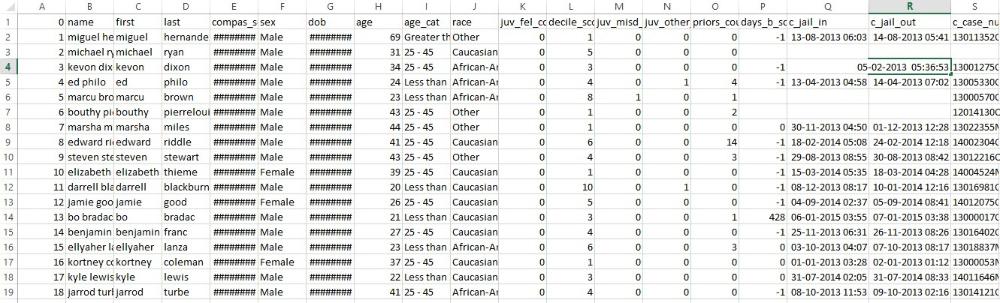 A B C D E F G H I J K L M N O P Q R S
1 0 name first last compas_s sex dob age age_cat race juv_fel_co decile_sco juv_misd_ juv_other priors_cou days_b_sc c_jail_in c_jail_out c_case_nu
2 1 miguel he miguel hernande ######## Male ######## 69 Greater th Other 0 1 0 0 0 -1 13-08-2013 06:03 14-08-2013 05:41 13011352C
3 2 michael ry michael ryan ######## Male ######## 31 25 - 45 Caucasian 0 5 0 0 0
4 3 kevon dix kevon dixon ######## Male ######## 34 25 - 45 African-Ar 0 3 0 0 0 -1 05-02-2013 05:36:53 13001275C
5 4 ed philo ed philo ######## Male ######## 24 Less than African-Ar 0 4 0 1 4 -1 13-04-2013 04:58 14-04-2013 07:02 13005330C
6 5 marcu bro marcu brown ######## Male ######## 23 Less than African-Ar 0 8 1 0 1 13000570C
7 6 bouthy pi bouthy pierreloui ######## Male ######## 43 25 - 45 Other 0 1 0 0 2 12014130C
8 7 marsha m marsha miles ######## Male ######## 44 25 - 45 Other 0 1 0 0 0 0 30-11-2013 04:50 01-12-2013 12:28 13022355M
9 8 edward ri edward riddle ######## Male ######## 41 25 - 45 Caucasian 0 6 0 0 14 -1 18-02-2014 05:08 24-02-2014 12:18 14002304C
10 9 steven ste steven stewart ######## Male ######## 43 25 - 45 Other 0 4 0 0 3 -1 29-08-2013 08:55 30-08-2013 08:42 13012216C
11 10 elizabeth elizabeth thieme ######## Female ######## 39 25 - 45 Caucasian 0 1 0 0 0 -1 15-03-2014 05:35 18-03-2014 04:28 14004524M
12 11 darrell bla darrell blackburn ######## Male ######## 20 Less than Caucasian 0 10 0 1 0 -1 08-12-2013 08:17 10-01-2014 12:16 13016981C
13 12 jamie goo jamie good ######## Female ######## 26 25 - 45 Caucasian 0 5 0 0 0 -1 04-09-2014 02:37 05-09-2014 08:41 14012075C
14 13 bo bradac bo bradac ######## Male ######## 21 Less than Caucasian 0 3 0 0 1 428 06-01-2015 03:55 07-01-2015 03:38 13000017C
15 14 benjamin benjamin franc ######## Male ######## 27 25 - 45 Caucasian 0 4 0 0 0 -1 25-11-2013 06:31 26-11-2013 08:26 13016402C
16 15 ellyaher la ellyaher lanza ######## Male ######## 23 Less than African-Ar 0 6 0 0 3 0 03-10-2013 04:07 07-10-2013 08:17 13018837M
17 16 kortney co kortney coleman ######## Female ######## 37 25 - 45 Caucasian 0 1 0 0 0 0 01-01-2013 03:28 02-01-2013 01:12 13000053M
18 17 kyle lewis kyle lewis ######## Male ######## 22 Less than Caucasian 0 3 0 0 0 0 31-07-2014 02:05 31-07-2014 08:33 14011646M
19 18 jarrod turl jarrod turbe ######## Male ######## 41 25 - 45 African-Ar 0 4 0 0 0 -1 08-10-2013 11:53 09-10-2013 02:16 13014121C